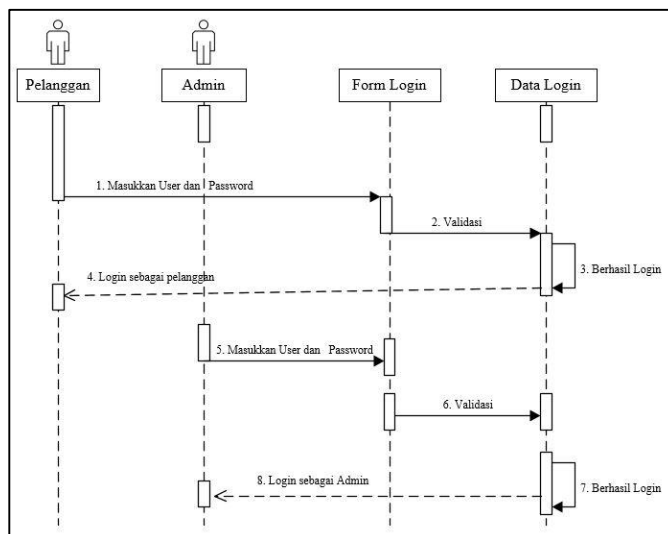 Pelanggan
Admin
Form Login
Data Login
1. Masukkan User dan Password
2. Validasi
3. Berhasil Login
4. Login sebagai pelanggan
5. Masukkan User dan Password
6. Validasi
7. Berhasil Login
8. Login sebagai Admin